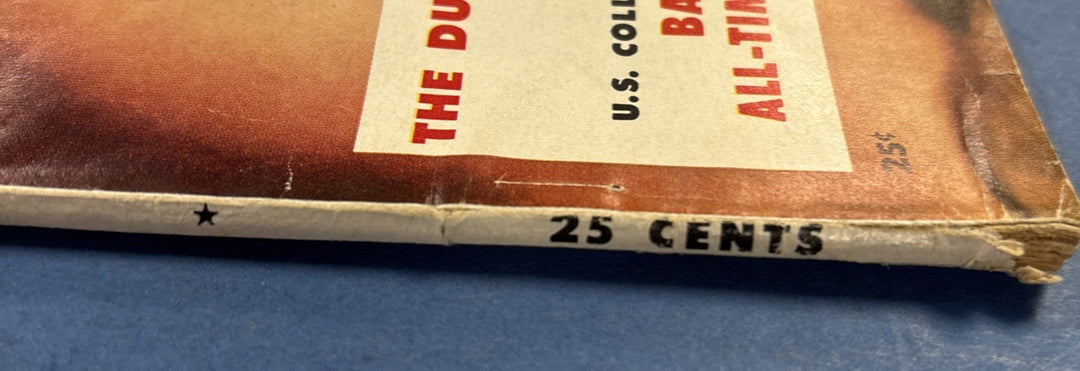 THE DU
U.S. COLL
BA
ALL-TI
25¢
★ 25 CENTS